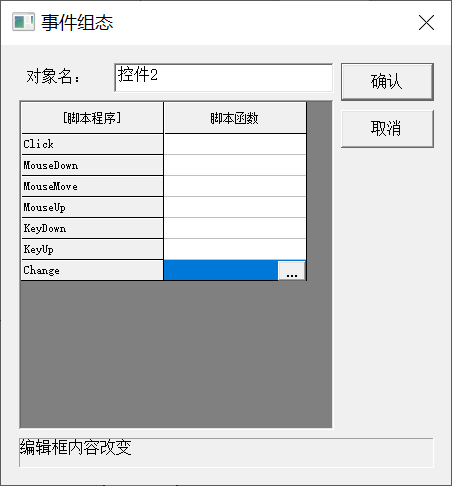 事件组态
对象名：
控件2
确认
取消
[脚本程序] 脚本函数
Click
MouseDown
MouseMove
MouseUp
KeyDown
KeyUp
Change ...
编辑框内容改变